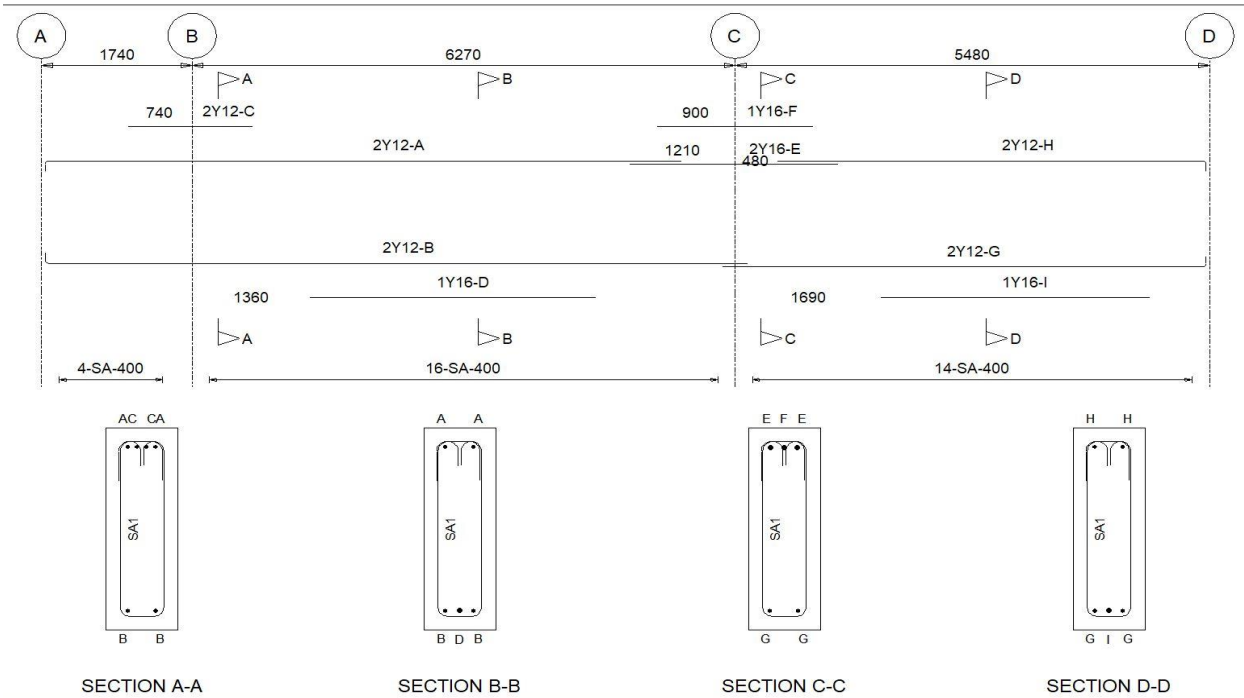 A B C D
1740 6270 5480
A B C D
740 2Y12-C 900 1Y16-F
2Y12-A 1210 2Y16-E 2Y12-H
480
2Y12-B 2Y12-G
1Y16-D 1Y16-I
1360 1690
A B C D
4-SA-400 16-SA-400 14-SA-400
AC CA A A E F E H H
SA1 SA1 SA1 SA1
B B B D B G G G I G
SECTION A-A SECTION B-B SECTION C-C SECTION D-D